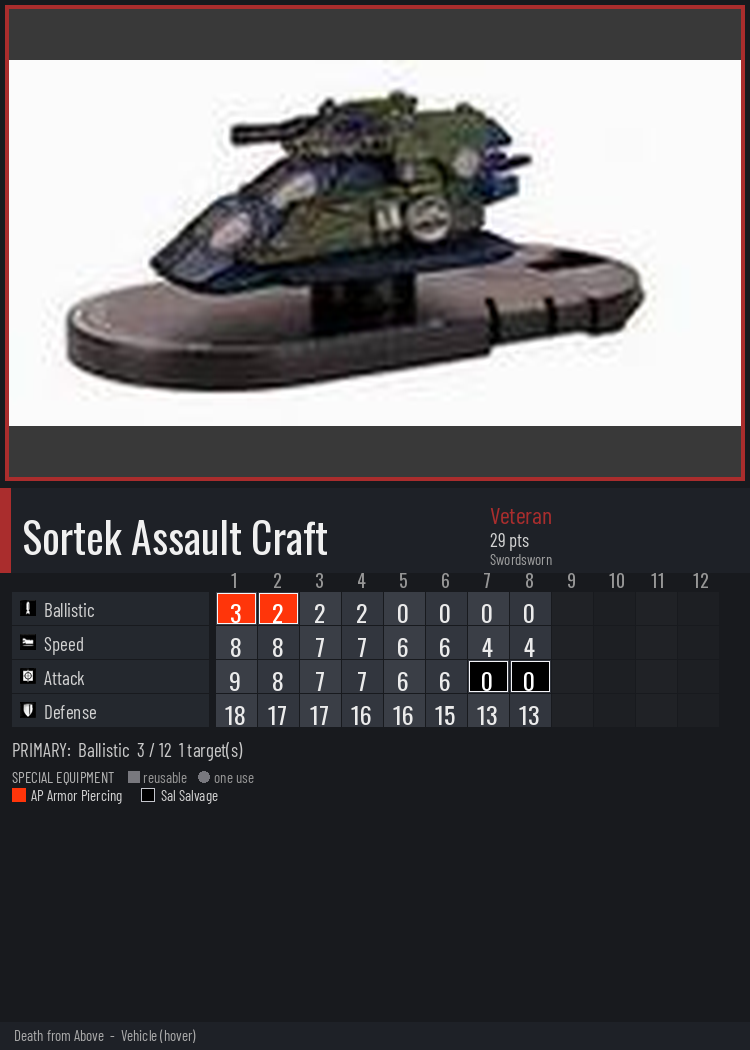 Sortek Assault Craft
Veteran
29 pts
Swordsworn
1 2 3 4 5 6 7 8 9 10 11 12
Ballistic 3 2 2 2 0 0 0 0
Speed 8 8 7 7 6 6 4 4
Attack 9 8 7 7 6 6 0 0
Defense 18 17 17 16 16 15 13 13
PRIMARY: Ballistic 3 / 12 1 target(s)
SPECIAL EQUIPMENT reusable one use
AP Armor Piercing Sal Salvage
Death from Above - Vehicle (hover)